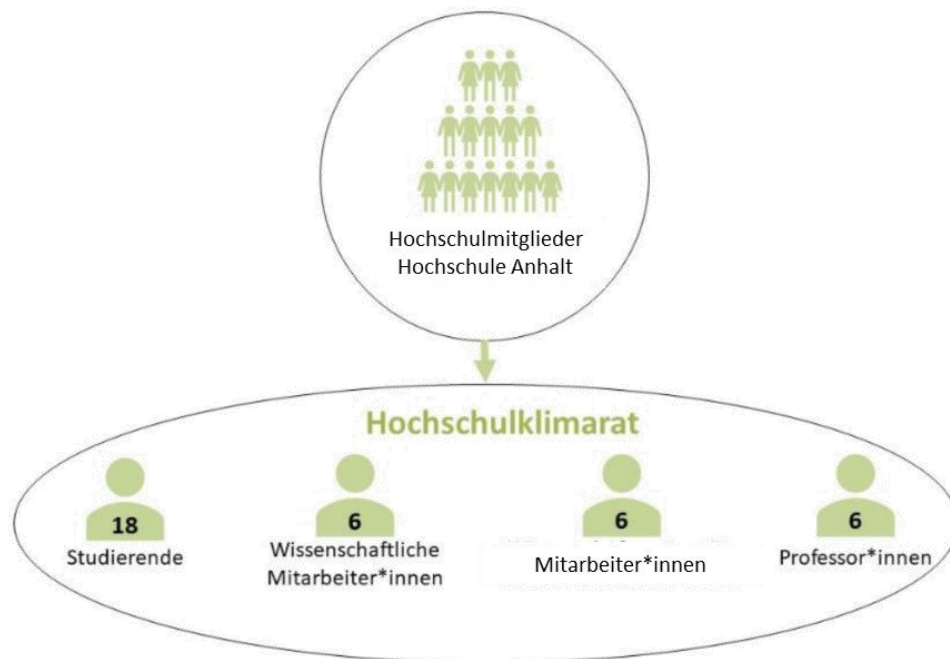 Hochschulmitglieder
Hochschule Anhalt
Hochschulklimarat
18
Studierende
6
Wissenschaftliche
Mitarbeiter*innen
6
Mitarbeiter*innen
6
Professor*innen